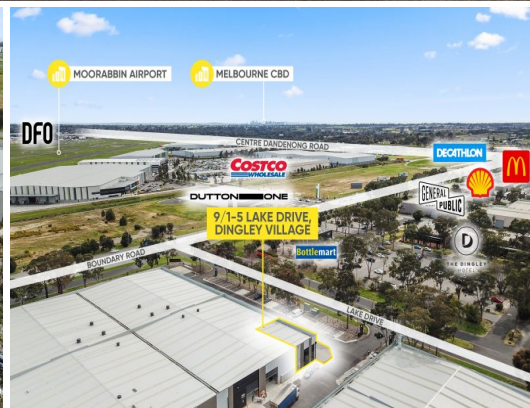 MOORABBIN AIRPORT
MELBOURNE CBD
DFO
CENTRE DANDENONG ROAD
DECATHLON
M
COSTCO
WHOLESALE
DUTTON ONE
GENERAL
PUBLIC
9/1-5 LAKE DRIVE,
DINGLEY VILLAGE
D
THE DINGLEY
HOTEL
Bottlemart
BOUNDARY ROAD
LAKE DRIVE